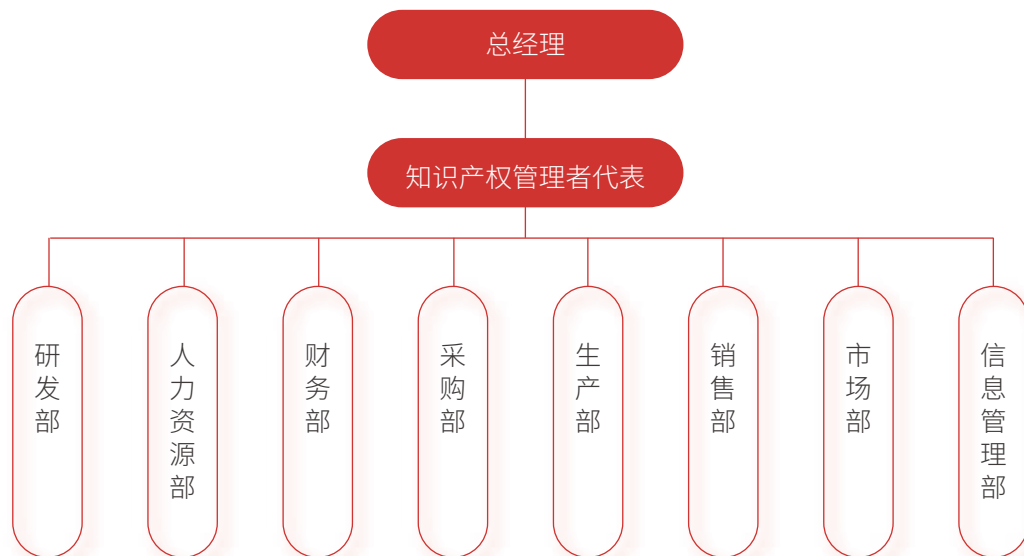 总经理
知识产权管理者代表
研发部
人力资源部
财务部
采购部
生产部
销售部
市场部
信息管理部